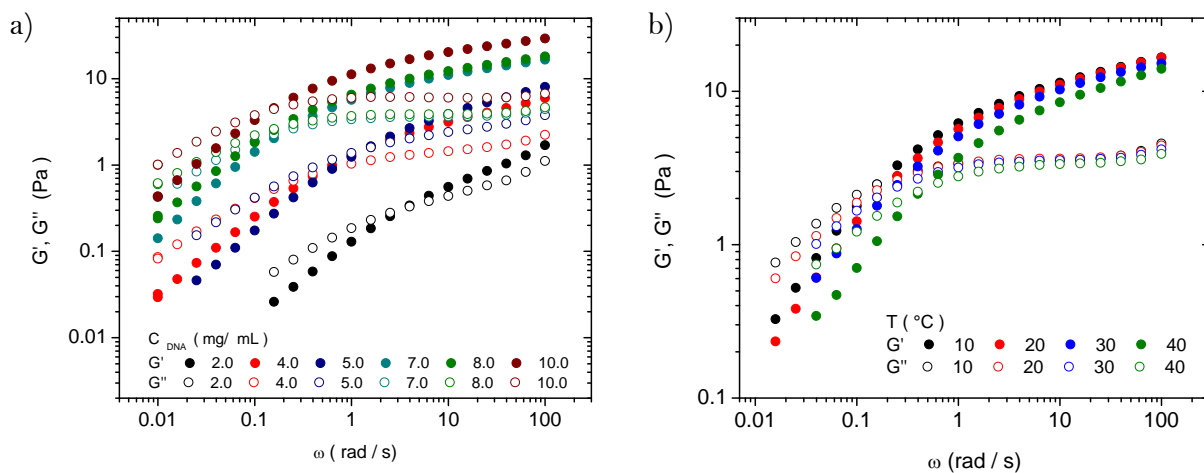 a)
G', G'' (Pa)
10
1
0.1
0.01
C DNA ( mg/ mL)
G' 2.0 4.0 5.0 7.0 8.0 10.0
G'' 2.0 4.0 5.0 7.0 8.0 10.0
0.01 0.1 1 10 100
ω ( rad / s)
b)
G', G'' (Pa)
10
1
0.1
T ( °C)
G' 10 20 30 40
G'' 10 20 30 40
0.01 0.1 1 10 100
ω (rad / s)